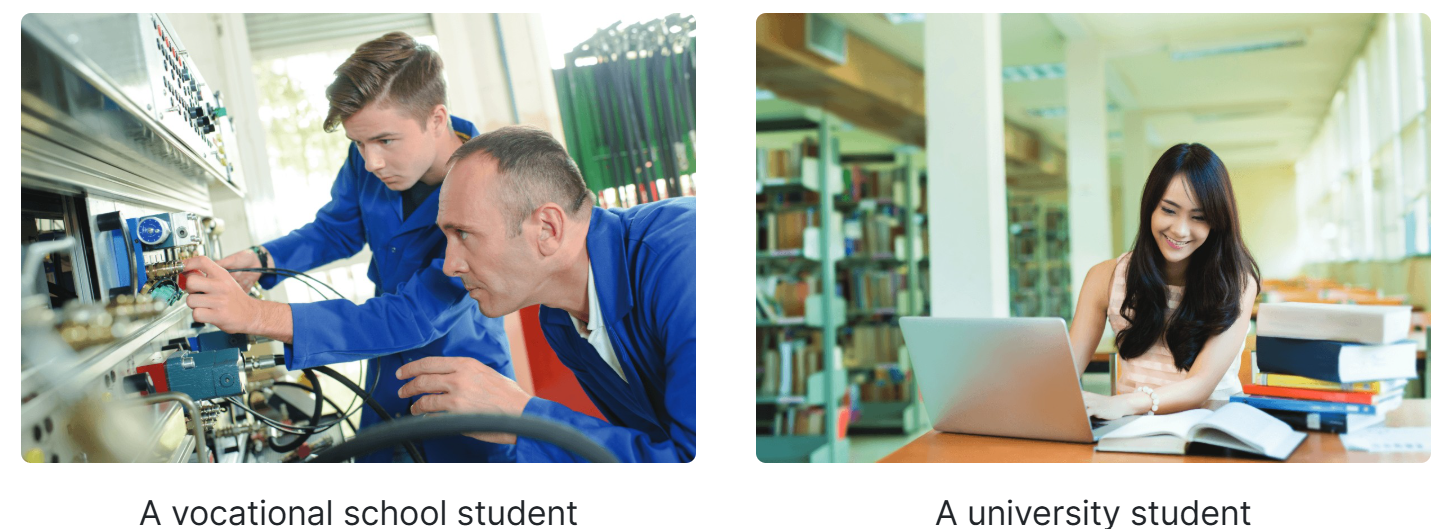 A vocational school student
A university student